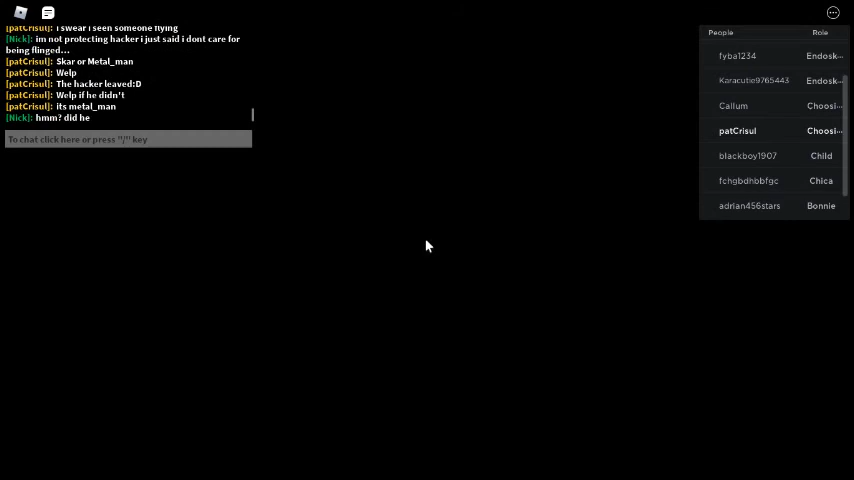 [patCrisul]: i swear i seen someone flying
[Nick]: im not protecting hacker i just said i dont care for
being flinged...
[patCrisul]: Skar or Metal_man
[patCrisul]: Welp
[patCrisul]: The hacker leaved:D
[patCrisul]: Welp if he didn't
[patCrisul]: its metal_man
[Nick]: hmm? did he
To chat click here or press "/" key
People Role
fyba1234 Endosk...
Karacutie9765443 Endosk...
Callum Choosi...
patCrisul Choosi...
blackboy1907 Child
fchgbdhbbfgc Chica
adrian456stars Bonnie